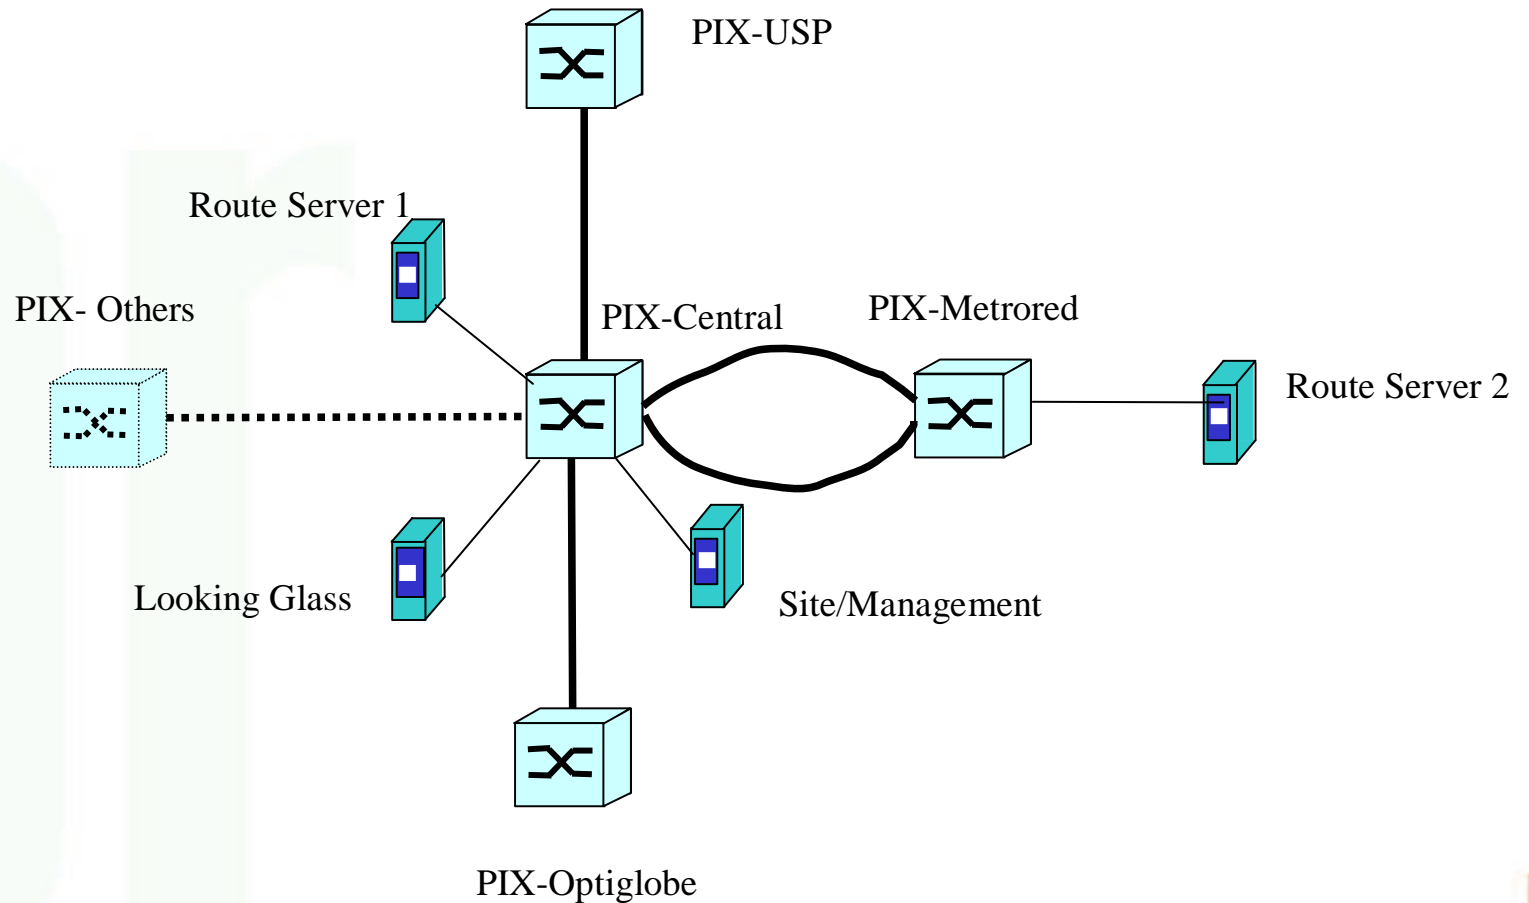 PIX-USP
Route Server 1
PIX- Others
PIX-Central
PIX-Metrored
Route Server 2
Looking Glass
Site/Management
PIX-Optiglobe